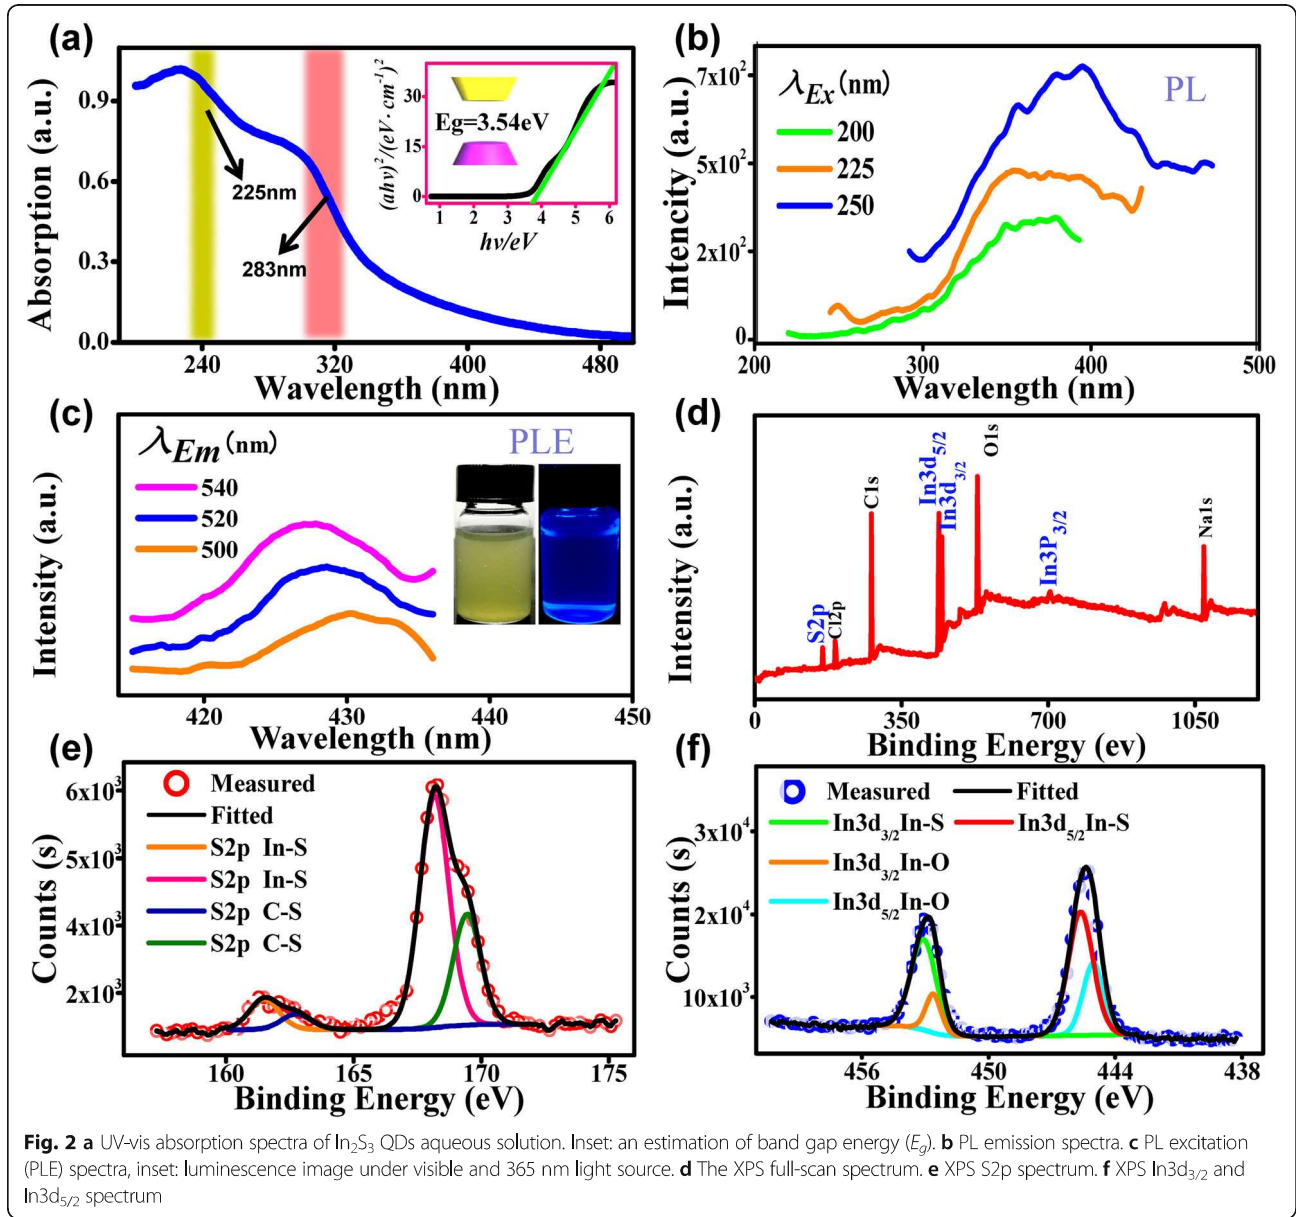 (a)
Absorption (a.u.)
0.9
0.6
0.3
0.0
240
320
400
480
Wavelength (nm)
225nm
283nm
(ahv)²/(eV·cm⁻¹)²
30
15
0
1 2 3 4 5 6
hv/eV
Eg=3.54eV
(b)
Intencity (a.u.)
7x10²
5x10²
2x10²
0
200
300
400
500
Wavelength (nm)
λEx(nm)
200
225
250
PL
(c)
Intensity (a.u.)
λEm(nm)
540
520
500
PLE
420
430
440
450
Wavelength (nm)
(d)
Intensity (a.u.)
S2p
Cl2p
C1s
In3d5/2
In3d3/2
O1s
In3P3/2
Na1s
0
350
700
1050
Binding Energy (ev)
(e)
Counts (s)
6x10³
5x10³
4x10³
2x10³
Measured
Fitted
S2p In-S
S2p In-S
S2p C-S
S2p C-S
160
165
170
175
Binding Energy (eV)
(f)
Counts (s)
3x10⁴
2x10⁴
10x10³
Measured
Fitted
In3d3/2In-S
In3d5/2In-S
In3d3/2In-O
In3d5/2In-O
456
450
444
438
Binding Energy (eV)
Fig. 2 a UV-vis absorption spectra of In₂S₃ QDs aqueous solution. Inset: an estimation of band gap energy (Eg). b PL emission spectra. c PL excitation
(PLE) spectra, inset: luminescence image under visible and 365 nm light source. d The XPS full-scan spectrum. e XPS S2p spectrum. f XPS In3d3/2 and
In3d5/2 spectrum